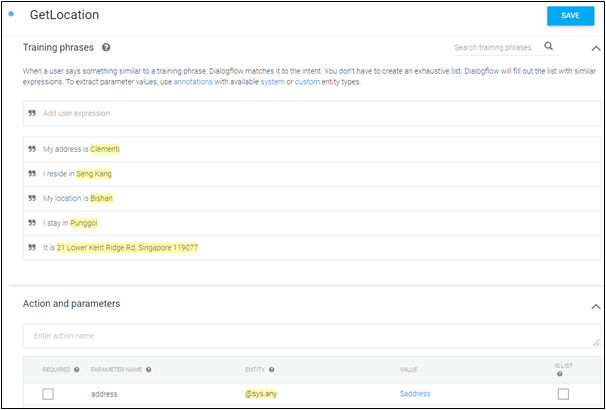 GetLocation
SAVE
Training phrases
Search training phrases
When a user says something similar to a training phrase, Dialogflow matches it to the intent. You don't have to create an exhaustive list. Dialogflow will fill out the list with similar
expressions. To extract parameter values, use annotations with available system or custom entity types.
Add user expression
My address is Clementi
I reside in Seng Kang
My location is Bishan
I stay in Punggol
It is 21 Lower Kent Ridge Rd, Singapore 119077
Action and parameters
Enter action name
REQUIRED PARAMETER NAME ENTITY VALUE IS LIST
address @sys.any $address